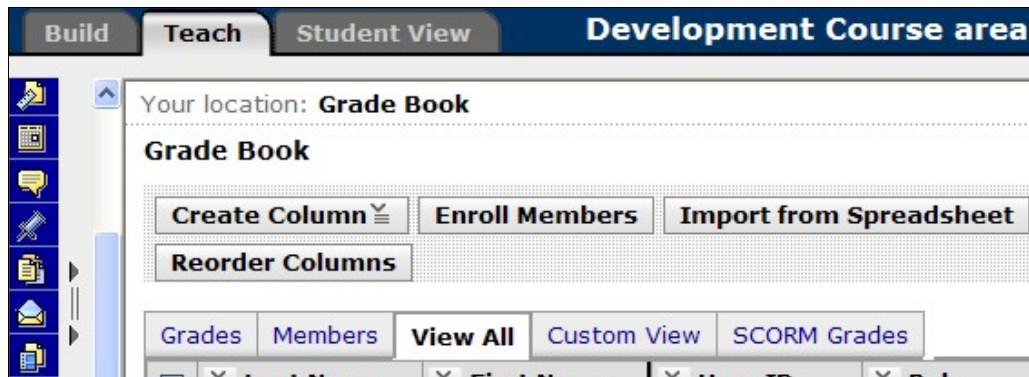 Build Teach Student View Development Course area
Your location: Grade Book
Grade Book
Create Column Enroll Members Import from Spreadsheet
Reorder Columns
Grades Members View All Custom View SCORM Grades